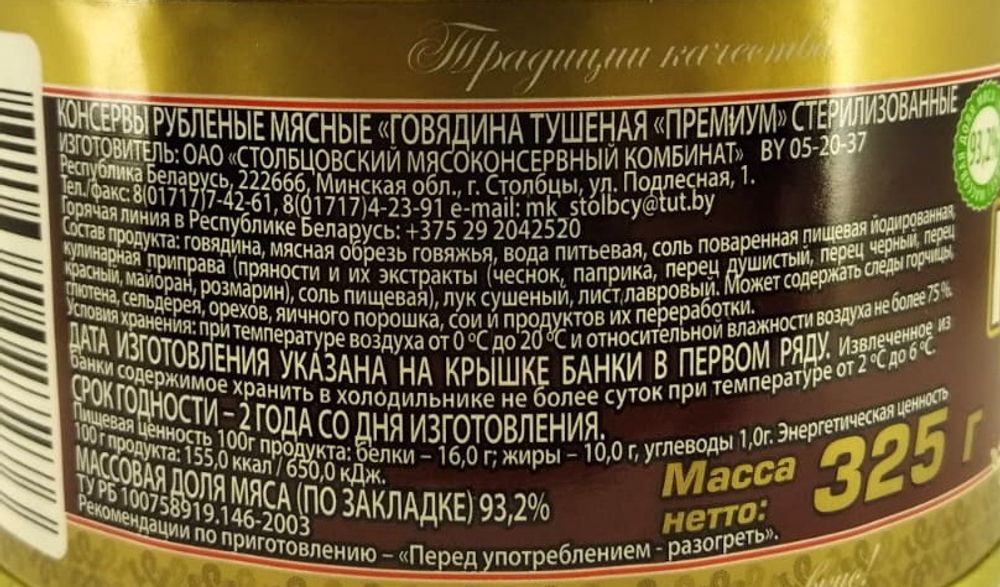 Традиции качества
КОНСЕРВЫ РУБЛЕНЫЕ МЯСНЫЕ «ГОВЯДИНА ТУШЕНАЯ «ПРЕМИУМ» СТЕРИЛИЗОВАННЫЕ
ИЗГОТОВИТЕЛЬ: ОАО «СТОЛБЦОВСКИЙ МЯСОКОНСЕРВНЫЙ КОМБИНАТ» BY 05-20-37
Республика Беларусь, 222666, Минская обл., г. Столбцы, ул. Подлесная, 1.
Тел./факс: 8(01717)7-42-61, 8(01717)4-23-91 e-mail: mk_stolbcy@tut.by
Горячая линия в Республике Беларусь: +375 29 2042520
Состав продукта: говядина, мясная обрезь говяжья, вода питьевая, соль поваренная пищевая йодированная,
кулинарная приправа (пряности и их экстракты (чеснок, паприка, перец душистый, перец черный, перец
красный, майоран, розмарин), соль пищевая), лук сушеный, лист лавровый. Может содержать следы горчицы,
глютена, сельдерея, орехов, яичного порошка, сои и продуктов их переработки.
Условия хранения: при температуре воздуха от 0 °С до 20 °С и относительной влажности воздуха не более 75%.
ДАТА ИЗГОТОВЛЕНИЯ УКАЗАНА НА КРЫШКЕ БАНКИ В ПЕРВОМ РЯДУ. Извлеченное из
банки содержимое хранить в холодильнике не более суток при температуре от 2 °С до 6 °С.
СРОК ГОДНОСТИ – 2 ГОДА СО ДНЯ ИЗГОТОВЛЕНИЯ.
Пищевая ценность 100г продукта: белки – 16,0 г; жиры – 10,0 г, углеводы 1,0г. Энергетическая ценность
100 г продукта: 155,0 ккал / 650,0 кДж.
МАССОВАЯ ДОЛЯ МЯСА (ПО ЗАКЛАДКЕ) 93,2%
ТУ РБ 100758919.146-2003
Рекомендации по приготовлению – «Перед употреблением - разогреть».
Масса
нетто:
325 г
93,2%